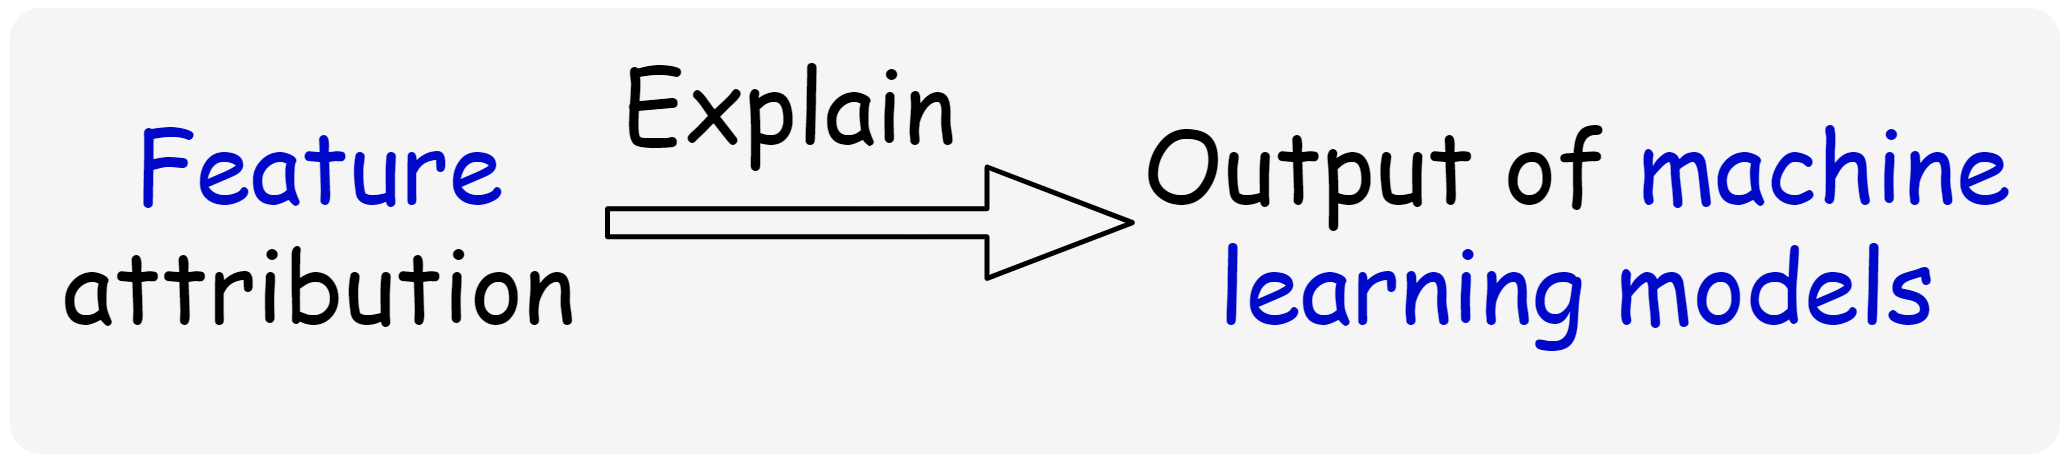 Feature
attribution
Explain
Output of machine
learning models